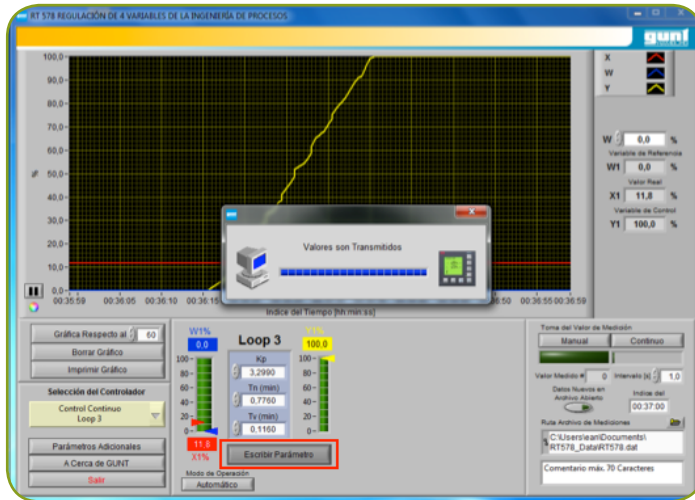 RT 578 REGULACIÓN DE 4 VARIABLES DE LA INGENIERÍA DE PROCESOS
gunt
X
W
Y
100,0
90,0
80,0
70,0
60,0
%
50,0
40,0
30,0
20,0
10,0
0,0
00:35:59 00:36:05 00:36:10 00:36:15 00:36:55 00:36:59
Indice del Tiempo [hh:min:ss]
W 0,0 %
Variable de Referencia
W1 0,0 %
Valor Real
X1 11,8 %
Variable de Control
Y1 100,0 %
Valores son Transmitidos
Gráfica Respecto al 60
Borrar Gráfico
Imprimir Gráfico
Selección del Controlador
Control Continuo
Loop 3
Parámetros Adicionales
A Cerca de GUNT
Salir
W1%
0,0
Loop 3
Y1%
100,0
100
80
60
40
20
0
Kp
3,2990
Tn (min)
0,7760
Tv (min)
0,1160
100
80
60
40
20
0
11,8
X1%
Escribir Parámetro
Modo de Operación
Automático
Toma del Valor de Medición
Manual Continuo
Valor Medido # 0 Intervalo [s] 1,0
Datos Nuevos en
Archivo Abierto
Indice del
00:37:00
Ruta Archivo de Mediciones
C:\Users\ean\Documents\
RT578_Data\RT578.dat
Comentario máx. 70 Caracteres